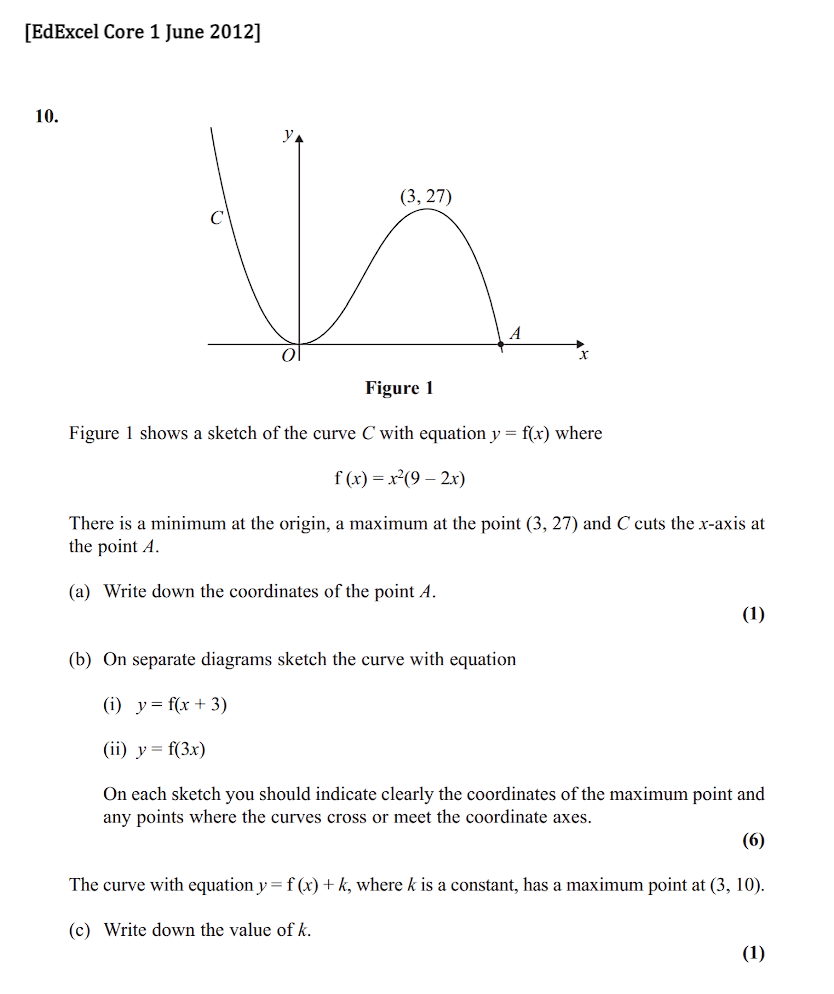 [EdExcel Core 1 June 2012]
10.
y
(3, 27)
C
A
O
x
Figure 1
Figure 1 shows a sketch of the curve C with equation y = f(x) where
f (x) = x²(9 – 2x)
There is a minimum at the origin, a maximum at the point (3, 27) and C cuts the x-axis at
the point A.
(a) Write down the coordinates of the point A.
(1)
(b) On separate diagrams sketch the curve with equation
(i) y = f(x + 3)
(ii) y = f(3x)
On each sketch you should indicate clearly the coordinates of the maximum point and
any points where the curves cross or meet the coordinate axes.
(6)
The curve with equation y = f (x) + k, where k is a constant, has a maximum point at (3, 10).
(c) Write down the value of k.
(1)